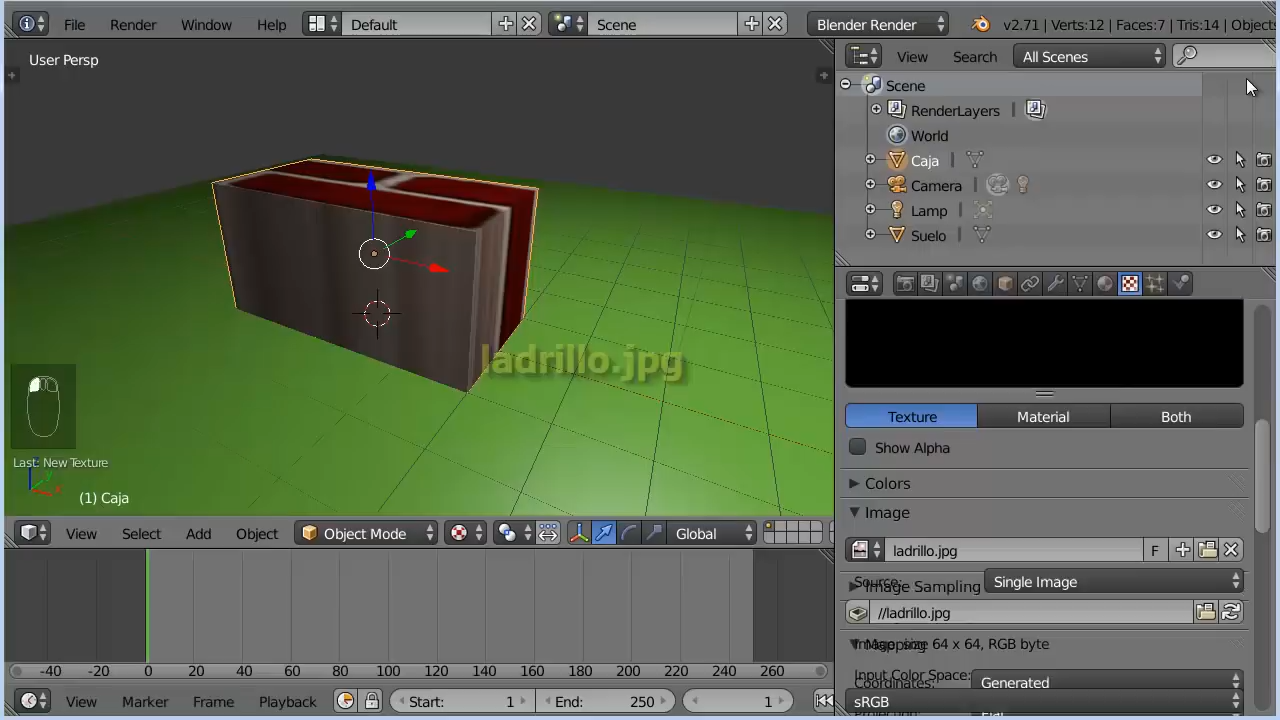 File Render Window Help Default Scene Blender Render v2.71 | Verts:12 | Faces:7 | Tris:14 | Objects
User Persp
View Search All Scenes
Scene
RenderLayers
World
Caja
Camera
Lamp
Suelo
ladrillo.jpg
Texture Material Both
Show Alpha
Colors
Image
ladrillo.jpg F
Source: Single Image
Image Sampling
//ladrillo.jpg
Image: size 64 x 64, RGB byte
Mapping
Input Color Space:
Coordinates: Generated
sRGB
Last: New Texture
(1) Caja
View Select Add Object Object Mode Global
-40 -20 0 20 40 60 80 100 120 140 160 180 200 220 240 260
View Marker Frame Playback Start: 1 End: 250 1